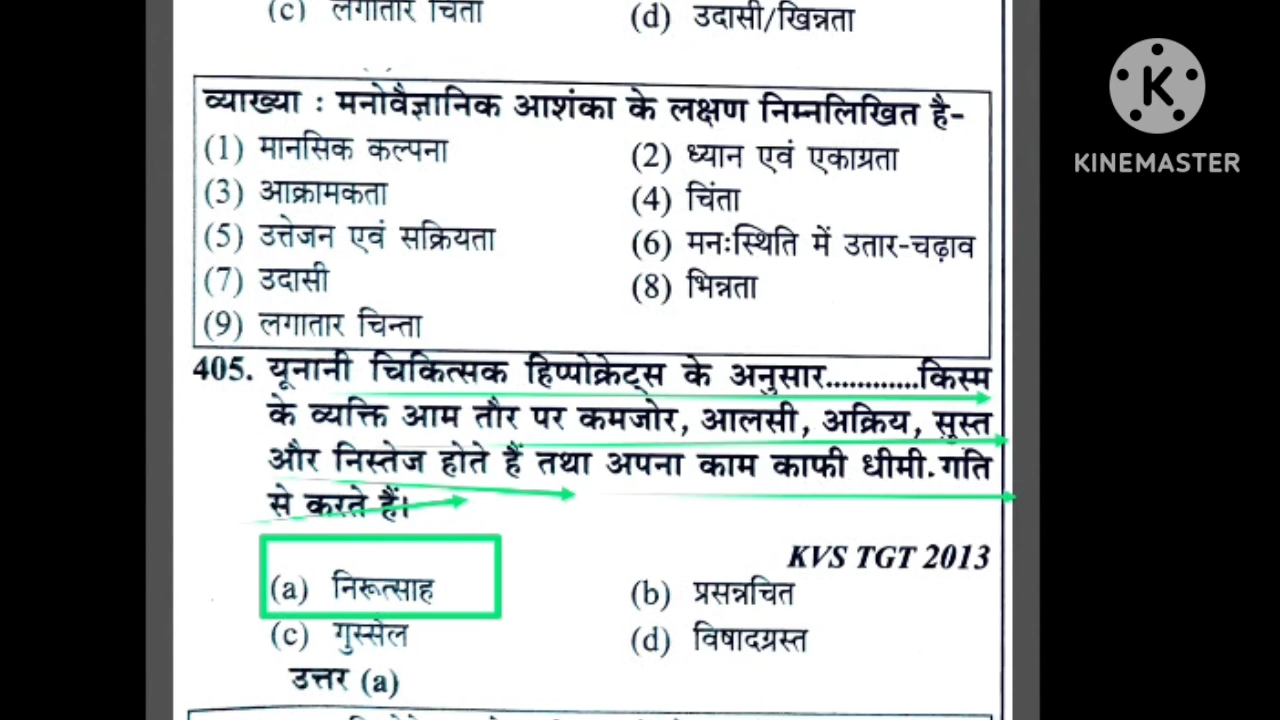 (c) लगातार चिंता (d) उदासी/खिन्नता
व्याख्या : मनोवैज्ञानिक आशंका के लक्षण निम्नलिखित है-
(1) मानसिक कल्पना (2) ध्यान एवं एकाग्रता
(3) आक्रामकता (4) चिंता
(5) उत्तेजन एवं सक्रियता (6) मनःस्थिति में उतार-चढ़ाव
(7) उदासी (8) भिन्नता
(9) लगातार चिन्ता
405. यूनानी चिकित्सक हिप्पोक्रेट्स के अनुसार............किस्म
के व्यक्ति आम तौर पर कमजोर, आलसी, अक्रिय, सुस्त
और निस्तेज होते हैं तथा अपना काम काफी धीमी गति
से करते हैं।
KVS TGT 2013
(a) निरूत्साह (b) प्रसन्नचित
(c) गुस्सेल (d) विषादग्रस्त
उत्तर (a)
K
KINEMASTER